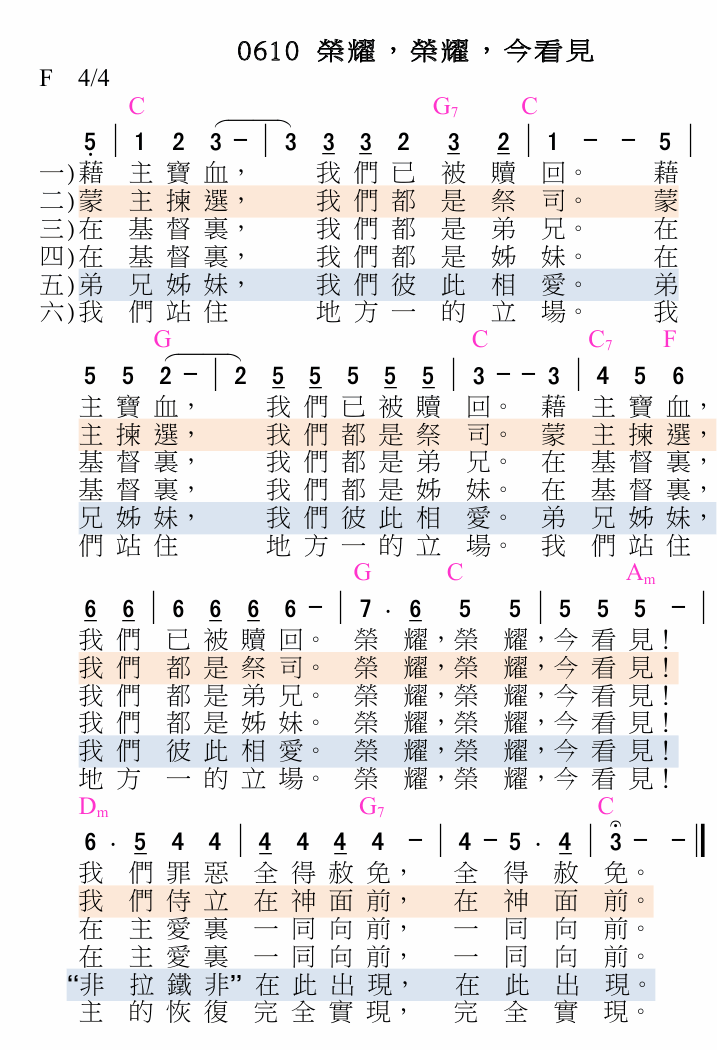 0610 榮耀，榮耀，今看見
F 4/4
C G7 C
5 | 1 2 3 － | 3 3 3 2 3 2 | 1 － － 5 |
一)藉 主 寶 血， 我 們 已 被 贖 回。 藉
二)蒙 主 揀 選， 我 們 都 是 祭 司。 蒙
三)在 基 督 裏， 我 們 都 是 弟 兄。 在
四)在 基 督 裏， 我 們 都 是 姊 妹。 在
五)弟 兄 姊 妹， 我 們 彼 此 相 愛。 弟
六)我 們 站 住 地 方 一 的 立 場。 我
G C C7 F
5 5 2 － | 2 5 5 5 5 5 | 3 － － 3 | 4 5 6
主 寶 血， 我 們 已 被 贖 回。 藉 主 寶 血，
主 揀 選， 我 們 都 是 祭 司。 蒙 主 揀 選，
基 督 裏， 我 們 都 是 弟 兄。 在 基 督 裏，
基 督 裏， 我 們 都 是 姊 妹。 在 基 督 裏，
兄 姊 妹， 我 們 彼 此 相 愛。 弟 兄 姊 妹，
們 站 住 地 方 一 的 立 場。 我 們 站 住
G C Am
6 6 | 6 6 6 6 － | 7 · 6 5 5 | 5 5 5 － |
我 們 已 被 贖 回。 榮 耀，榮 耀，今 看 見！
我 們 都 是 祭 司。 榮 耀，榮 耀，今 看 見！
我 們 都 是 弟 兄。 榮 耀，榮 耀，今 看 見！
我 們 都 是 姊 妹。 榮 耀，榮 耀，今 看 見！
我 們 彼 此 相 愛。 榮 耀，榮 耀，今 看 見！
地 方 一 的 立 場。 榮 耀，榮 耀，今 看 見！
Dm G7 C
6 · 5 4 4 | 4 4 4 4 － | 4 － 5 · 4 | 3 － － ||
我 們 罪 惡 全 得 赦 免， 全 得 赦 免。
我 們 侍 立 在 神 面 前， 在 神 面 前。
在 主 愛 裏 一 同 向 前， 一 同 向 前。
在 主 愛 裏 一 同 向 前， 一 同 向 前。
“非 拉 鐵 非” 在 此 出 現， 在 此 出 現。
主 的 恢 復 完 全 實 現， 完 全 實 現。